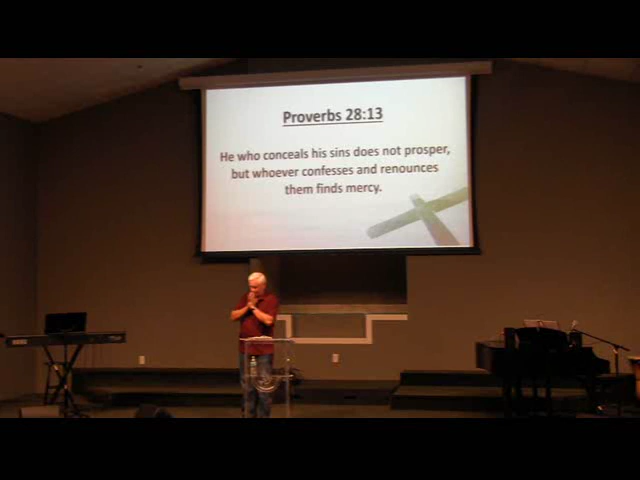 Proverbs 28:13
He who conceals his sins does not prosper,
but whoever confesses and renounces
them finds mercy.